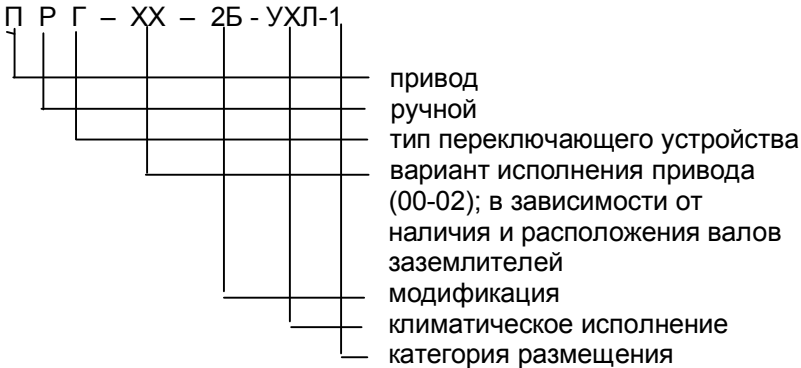 П Р Г – ХХ – 2Б - УХЛ-1
привод
ручной
тип переключающего устройства
вариант исполнения привода
(00-02); в зависимости от
наличия и расположения валов
заземлителей
модификация
климатическое исполнение
категория размещения